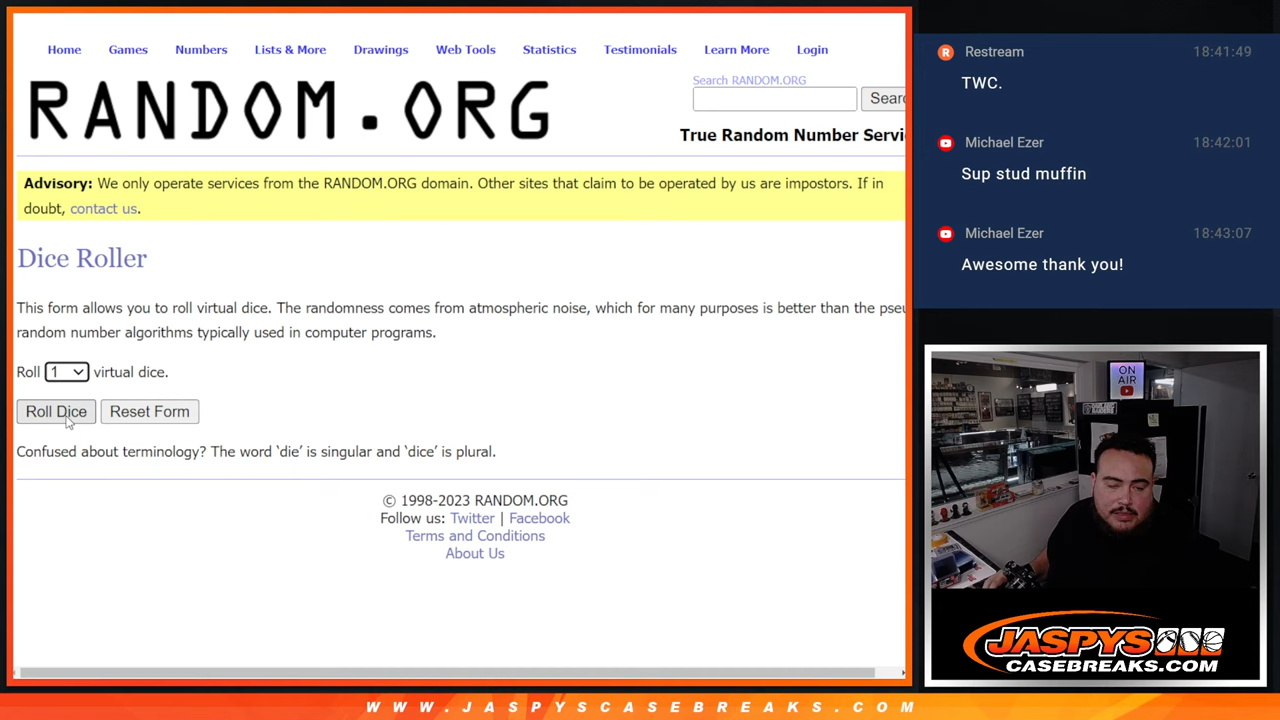 Home Games Numbers Lists & More Drawings Web Tools Statistics Testimonials Learn More Login
RANDOM.ORG
Search RANDOM.ORG
Searc
True Random Number Servi
Advisory: We only operate services from the RANDOM.ORG domain. Other sites that claim to be operated by us are impostors. If in
doubt, contact us.
Dice Roller
This form allows you to roll virtual dice. The randomness comes from atmospheric noise, which for many purposes is better than the pseu
random number algorithms typically used in computer programs.
Roll 1 virtual dice.
Roll Dice Reset Form
Confused about terminology? The word ‘die’ is singular and ‘dice’ is plural.
© 1998-2023 RANDOM.ORG
Follow us: Twitter | Facebook
Terms and Conditions
About Us
Restream 18:41:49
TWC.
Michael Ezer 18:42:01
Sup stud muffin
Michael Ezer 18:43:07
Awesome thank you!
ON
AIR
JASPYS
CASEBREAKS.COM
WWW.JASPYSCASEBREAKS.COM